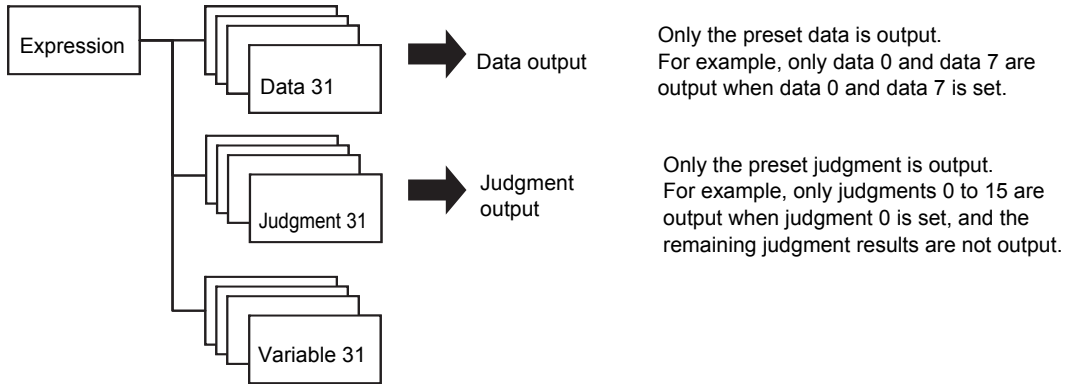 Expression
Data 31
Data output
Only the preset data is output.
For example, only data 0 and data 7 are
output when data 0 and data 7 is set.
Judgment 31
Judgment
output
Only the preset judgment is output.
For example, only judgments 0 to 15 are
output when judgment 0 is set, and the
remaining judgment results are not output.
Variable 31